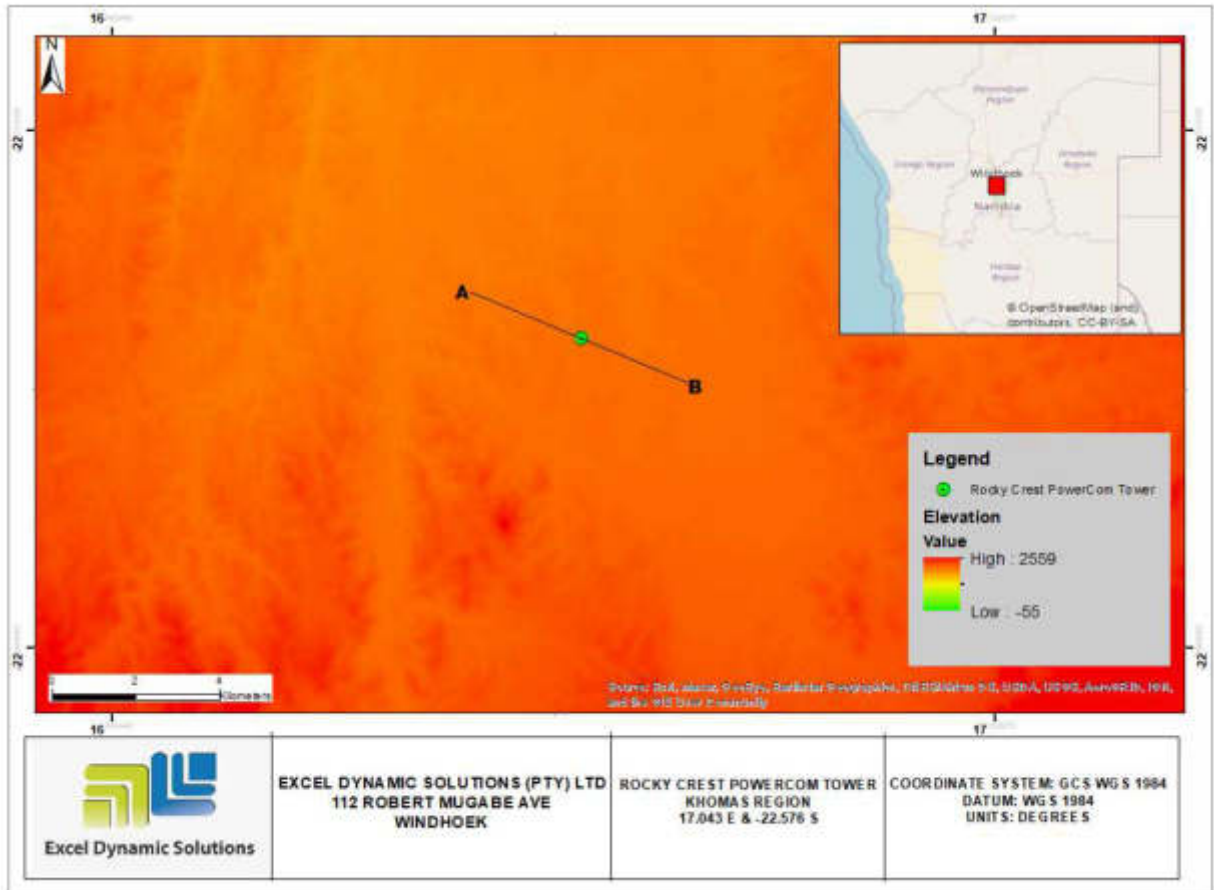 16
17
N
-22
-22
A
B
Windhoek
Namibia
© OpenStreetMap (and)
contributors, CC-BY-SA
Legend
Rocky Crest PowerCom Tower
Elevation
Value
High : 2559
Low : -55
0 2 4
Kilometers
-22
-22
16
17
Excel Dynamic Solutions
EXCEL DYNAMIC SOLUTIONS (PTY) LTD
112 ROBERT MUGABE AVE
WINDHOEK
ROCKY CREST POWERCOM TOWER
KHOMAS REGION
17.043 E & -22.576 S
COORDINATE SYSTEM: GCS WGS 1984
DATUM: WGS 1984
UNITS: DEGREES